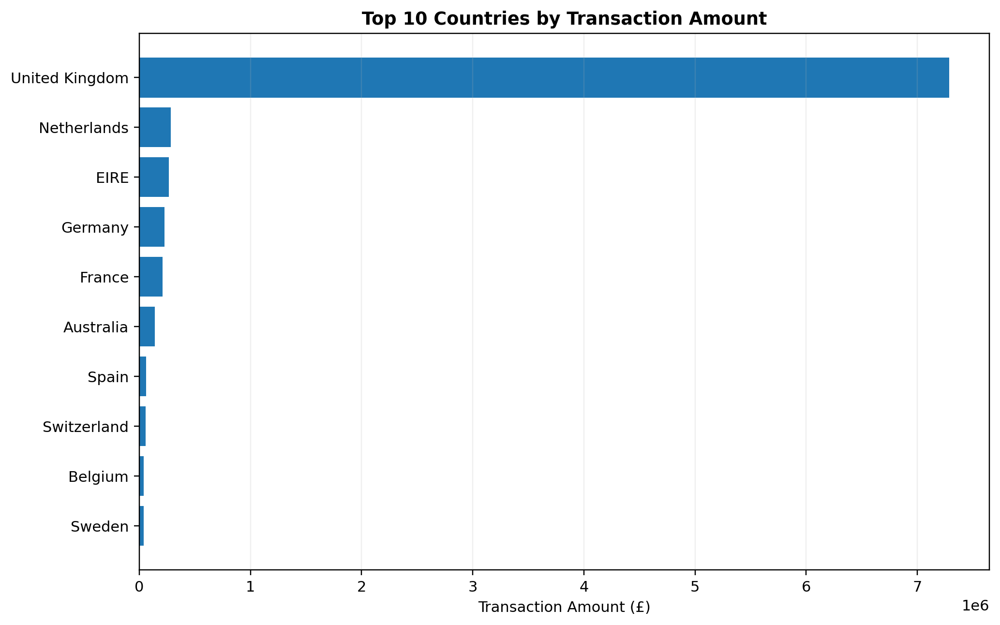 Top 10 Countries by Transaction Amount
United Kingdom
Netherlands
EIRE
Germany
France
Australia
Spain
Switzerland
Belgium
Sweden
0 1 2 3 4 5 6 7
Transaction Amount (£)
1e6